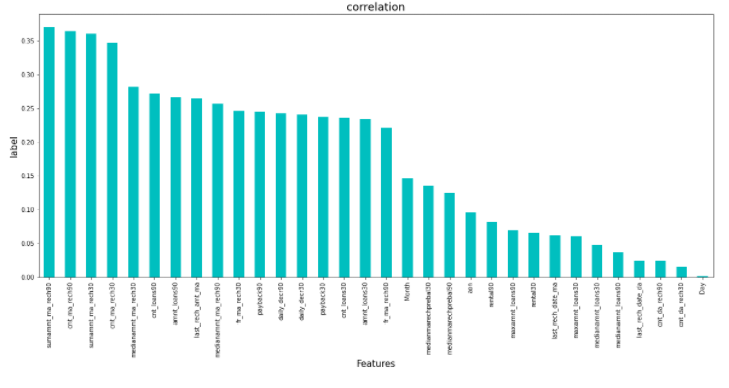 correlation
label
0.35
0.30
0.25
0.20
0.15
0.10
0.05
0.00
sumamnt_ma_rech90
cnt_ma_rech90
sumamnt_ma_rech30
cnt_ma_rech30
medianamnt_ma_rech30
cnt_loans90
amnt_loans90
last_rech_amt_ma
medianamnt_ma_rech90
fr_ma_rech30
payback90
daily_decr90
daily_decr30
payback30
cnt_loans30
amnt_loans30
fr_ma_rech90
Month
medianmarechprebal30
medianmarechprebal90
aon
rental90
maxamnt_loans90
rental30
last_rech_date_ma
maxamnt_loans30
medianamnt_loans30
medianamnt_loans90
last_rech_date_da
cnt_da_rech90
cnt_da_rech30
Day
Features